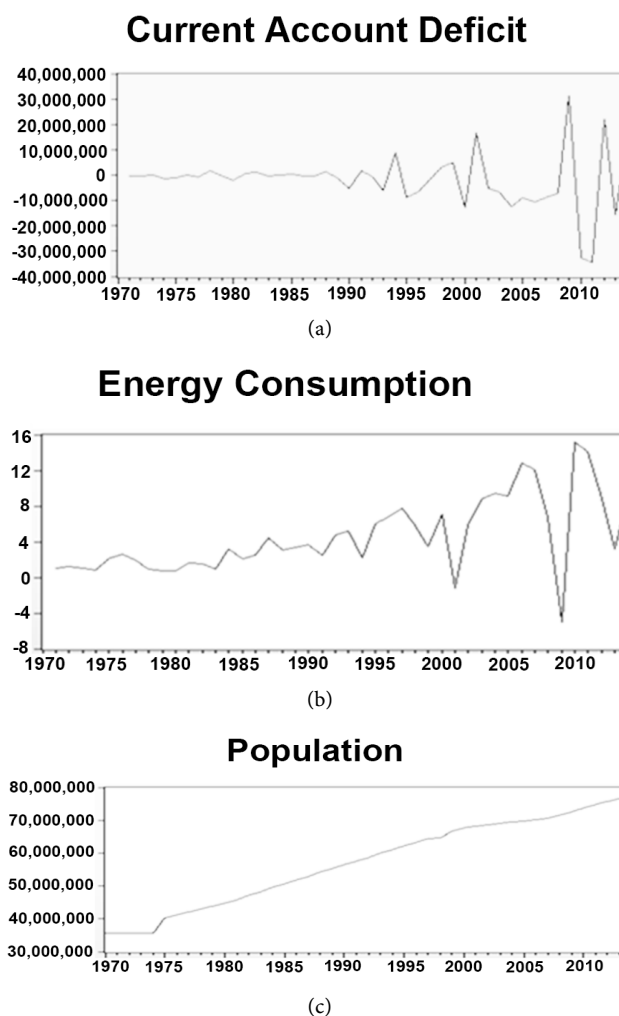 Current Account Deficit
40,000,000
30,000,000
20,000,000
10,000,000
0
-10,000,000
-20,000,000
-30,000,000
-40,000,000
1970 1975 1980 1985 1990 1995 2000 2005 2010
(a)
Energy Consumption
16
12
8
4
0
-4
-8
1970 1975 1980 1985 1990 1995 2000 2005 2010
(b)
Population
80,000,000
70,000,000
60,000,000
50,000,000
40,000,000
30,000,000
1970 1975 1980 1985 1990 1995 2000 2005 2010
(c)